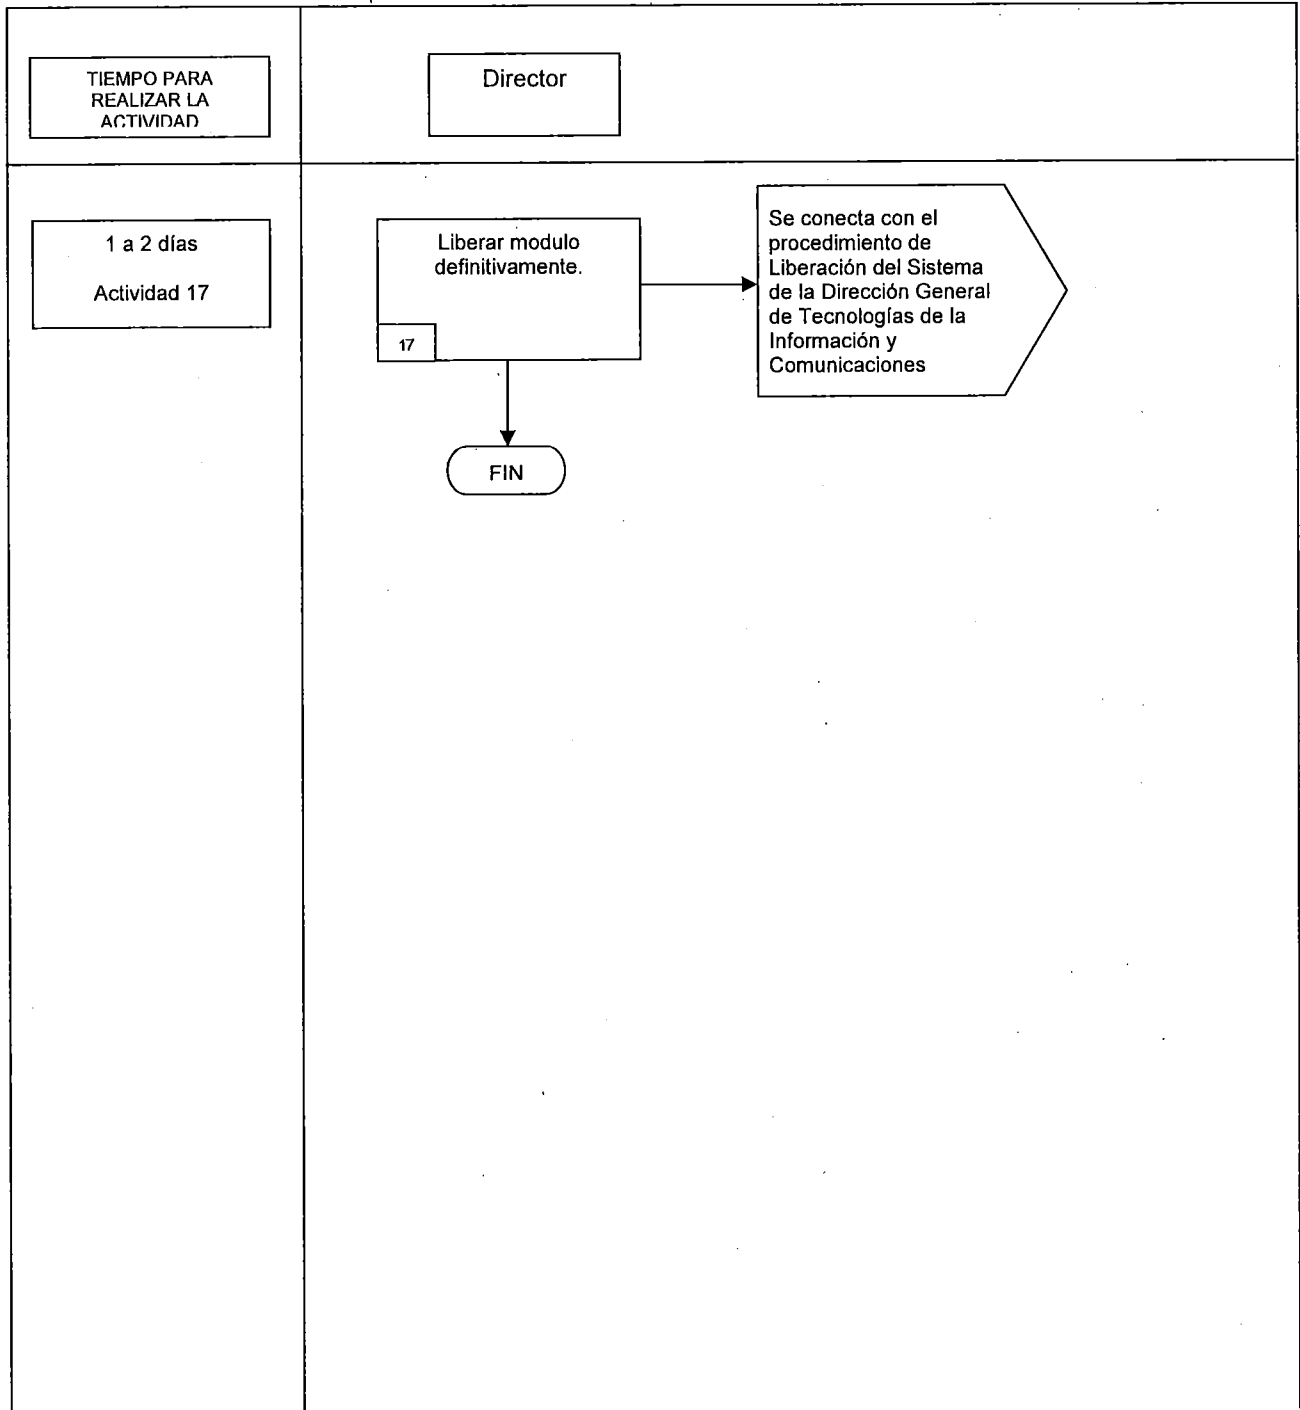 TIEMPO PARA
REALIZAR LA
ACTIVIDAD
Director
1 a 2 días
Actividad 17
Liberar modulo
definitivamente.
17
Se conecta con el
procedimiento de
Liberación del Sistema
de la Dirección General
de Tecnologías de la
Información y
Comunicaciones
FIN